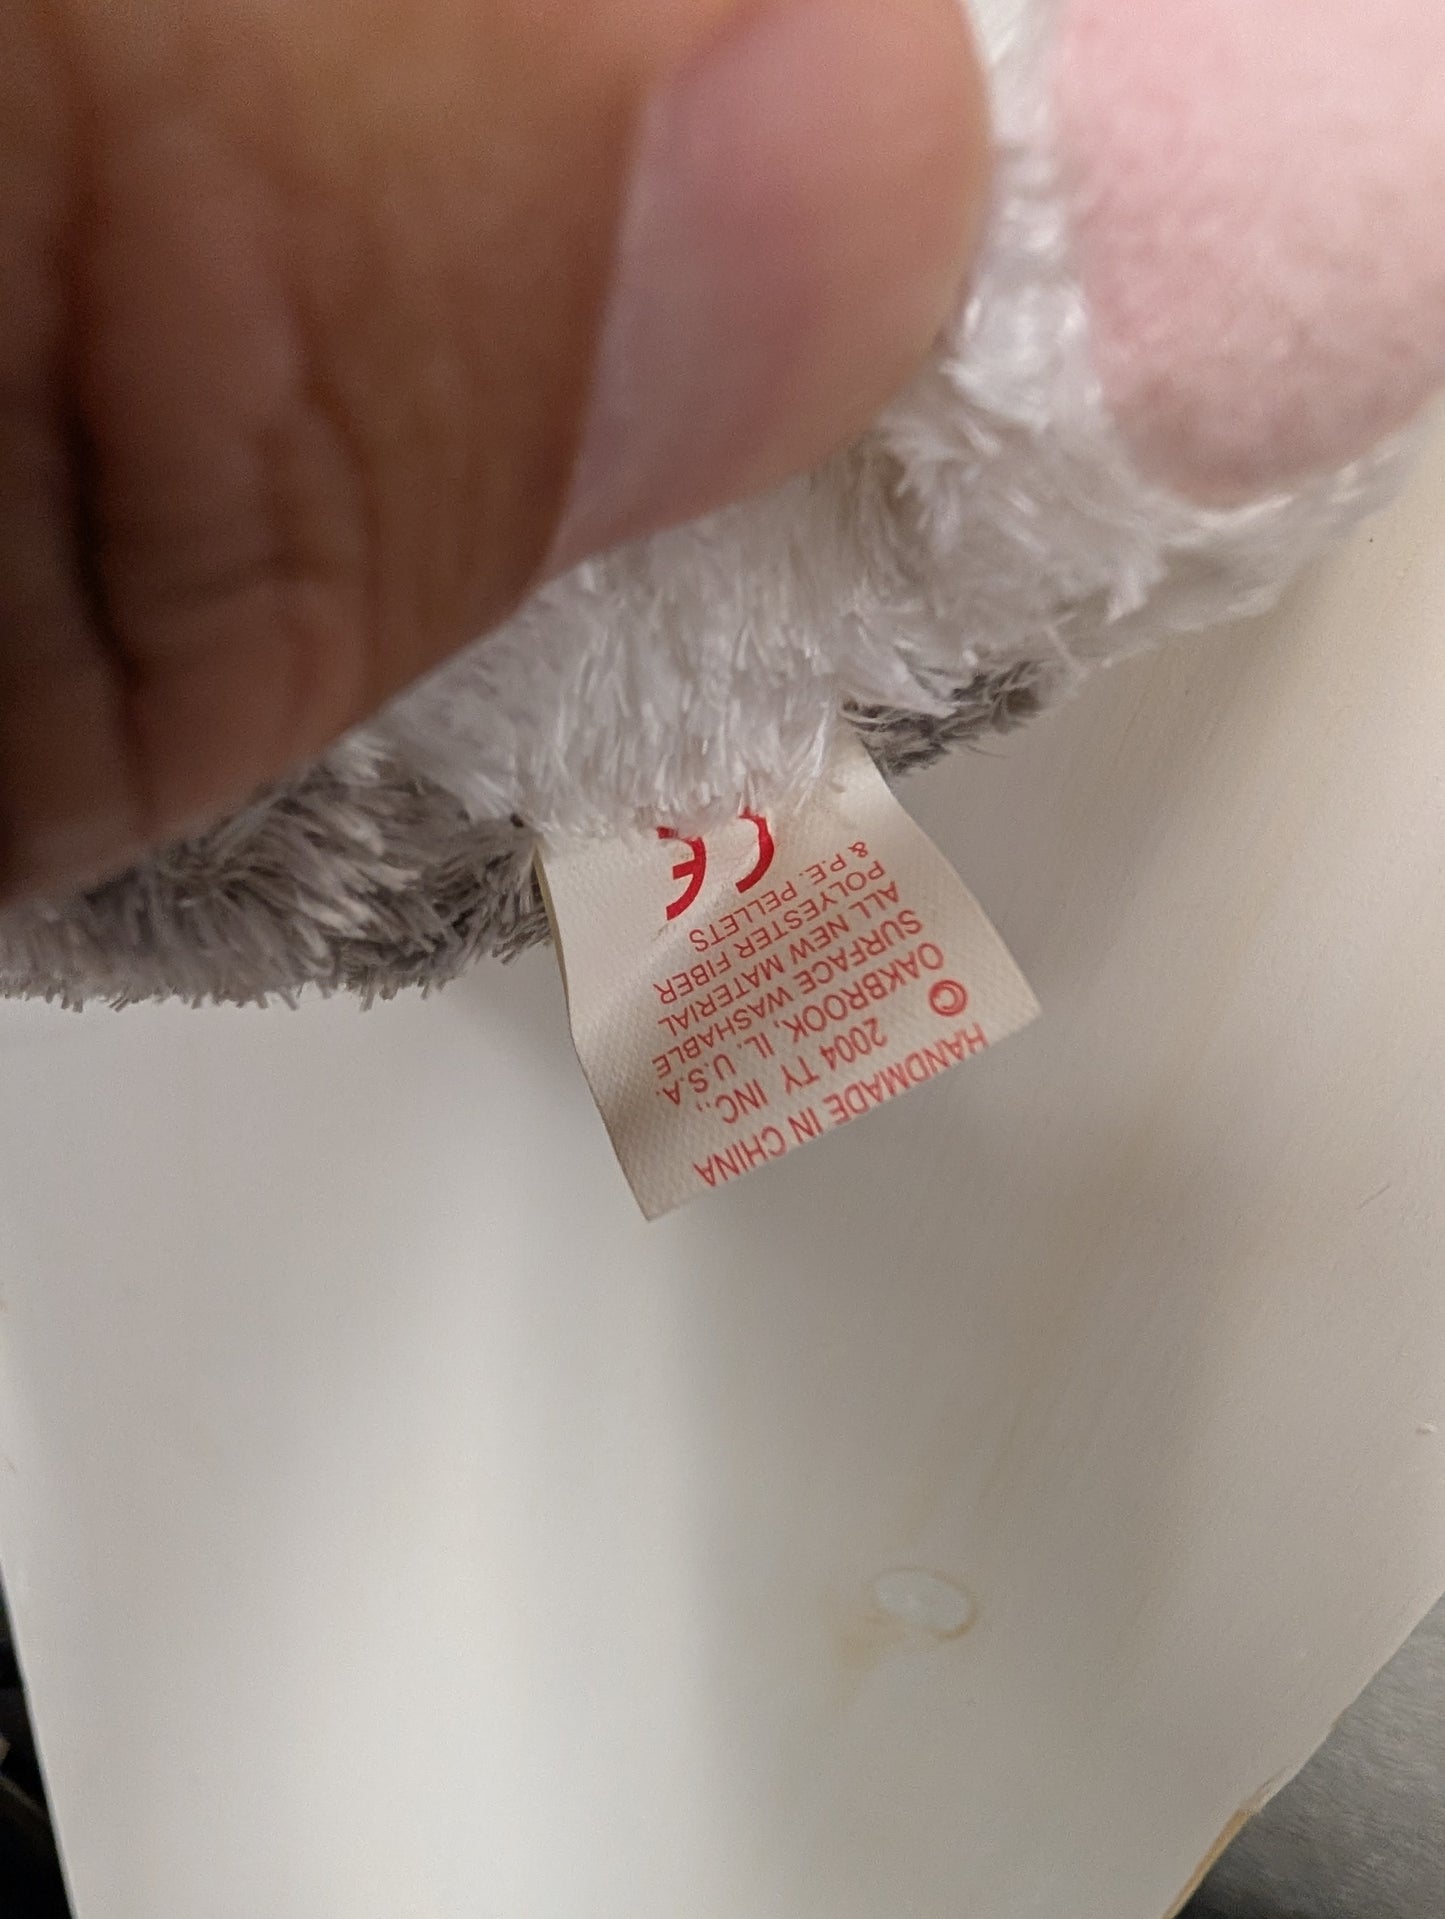 HANDMADE IN CHINA
© 2004 TY INC.,
OAKBROOK, IL. U.S.A.
SURFACE WASHABLE
ALL NEW MATERIAL
POLYESTER FIBER
& P.E. PELLETS
CE